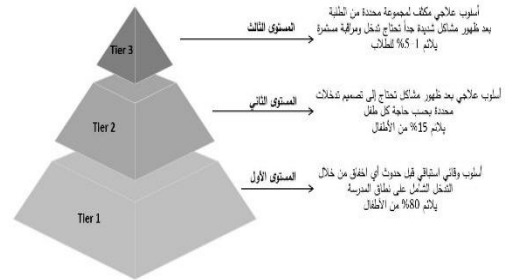 أسلوب علاجي مكثف لمجموعة محددة من الطلبة
بعد ظهور مشاكل شديدة جداً تحتاج تدخل ومراقبة مستمرة
يلائم 1-5% للطلاب
المستوى الثالث
Tier 3
أسلوب علاجي بعد ظهور مشاكل تحتاج إلى تصميم تدخلات
محددة بحسب حاجة كل طفل
يلائم 15% من الأطفال
المستوى الثاني
Tier 2
أسلوب وقائي استباقي قبل حدوث أي اخفاق من خلال
التدخل الشامل على نطاق المدرسة
يلائم 80% من الأطفال
المستوى الأول
Tier 1